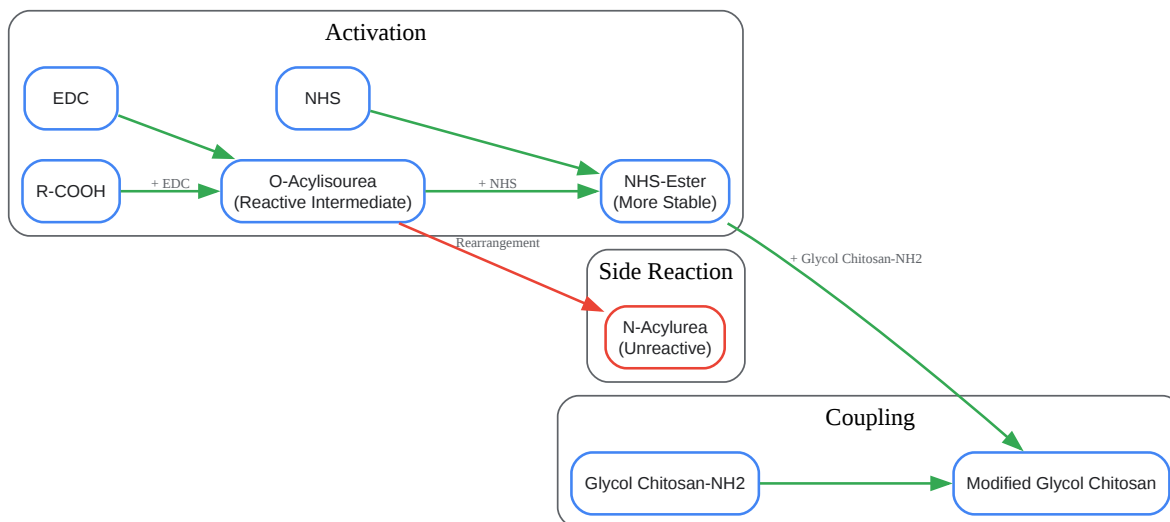 Activation
EDC
NHS
R-COOH
+ EDC
O-Acylisourea
(Reactive Intermediate)
+ NHS
NHS-Ester
(More Stable)
Rearrangement
+ Glycol Chitosan-NH2
Side Reaction
N-Acylurea
(Unreactive)
Coupling
Glycol Chitosan-NH2
Modified Glycol Chitosan